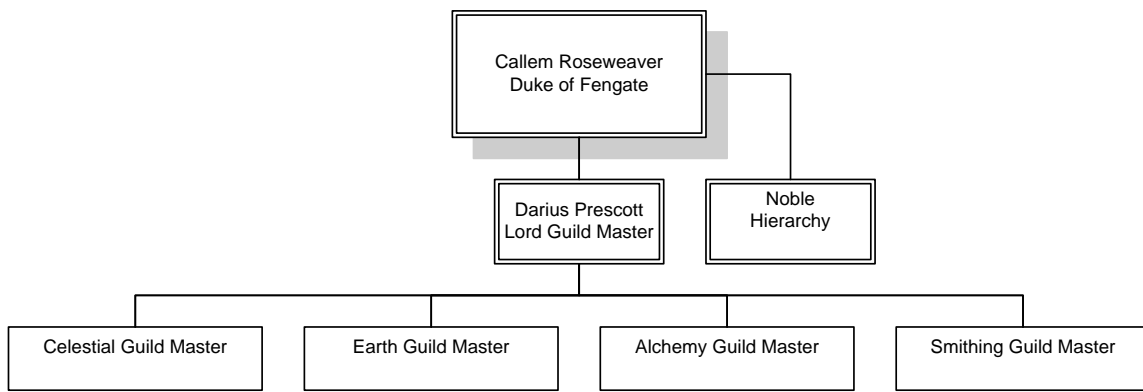 Callem Roseweaver
Duke of Fengate
Darius Prescott
Lord Guild Master
Noble
Hierarchy
Celestial Guild Master
Earth Guild Master
Alchemy Guild Master
Smithing Guild Master